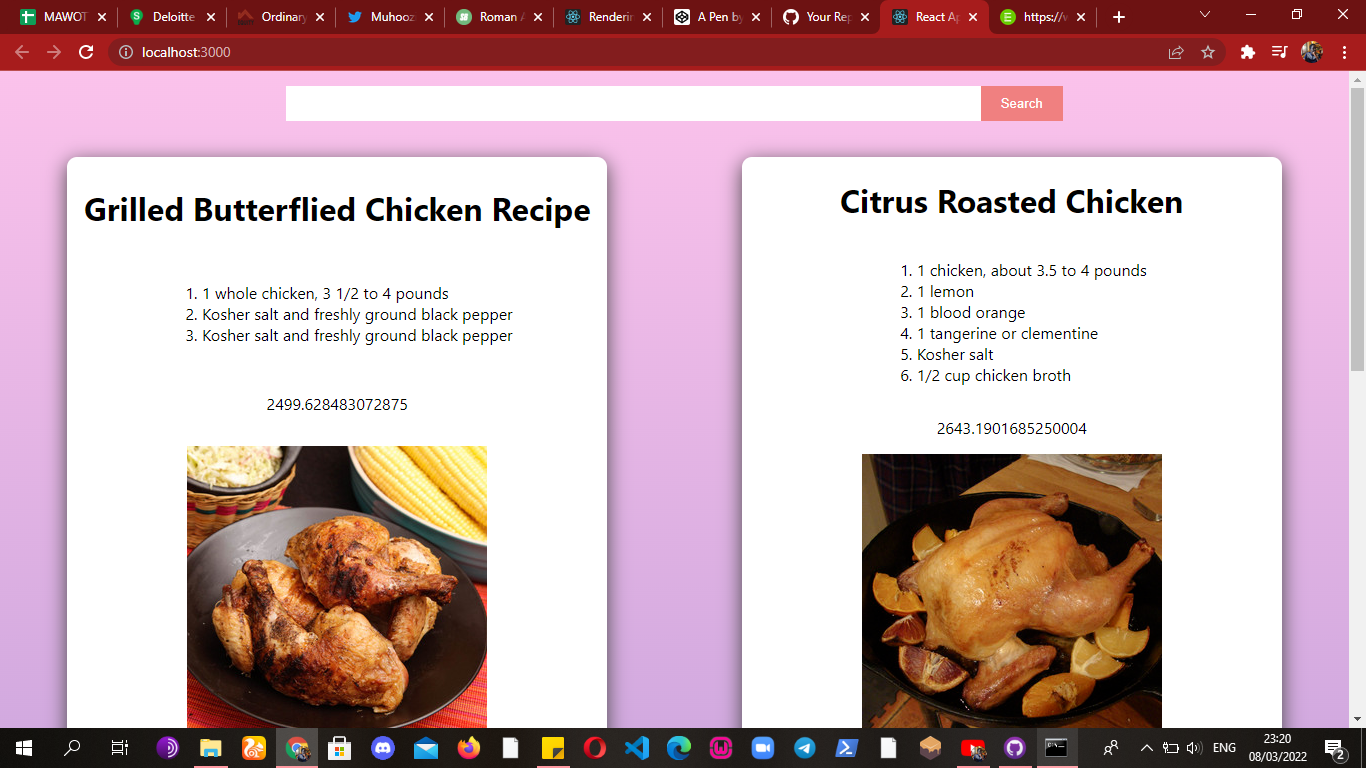 MAWOT
Deloitte
Ordinary
Muhooz
Roman A
Renderin
A Pen by
Your Rep
React Ap
https://w
localhost:3000
Search
Grilled Butterflied Chicken Recipe
1. 1 whole chicken, 3 1/2 to 4 pounds
2. Kosher salt and freshly ground black pepper
3. Kosher salt and freshly ground black pepper
2499.628483072875
Citrus Roasted Chicken
1. 1 chicken, about 3.5 to 4 pounds
2. 1 lemon
3. 1 blood orange
4. 1 tangerine or clementine
5. Kosher salt
6. 1/2 cup chicken broth
2643.1901685250004
ENG
23:20
08/03/2022
2